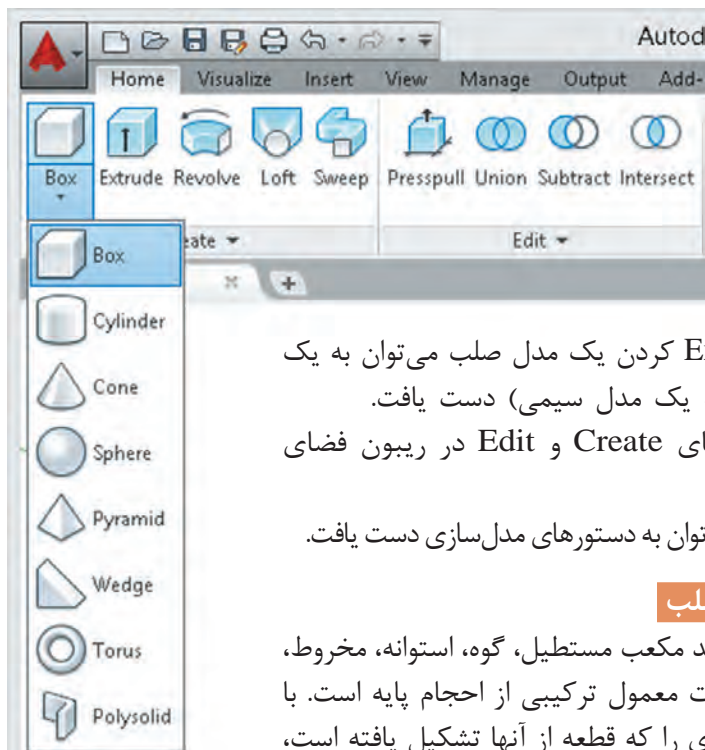 Autod
Home Visualize Insert View Manage Output Add-
Box Extrude Revolve Loft Sweep Presspull Union Subtract Intersect
eate Edit
Box
Cylinder
Cone
Sphere
Pyramid
Wedge
Torus
Polysolid
کردن یک مدل صلب می‌توان به یک
یک مدل سیمی) دست یافت.
Create و Edit در ریبون فضای
توان به دستورهای مدل‌سازی دست یافت.
مکعب مستطیل، گوه، استوانه، مخروط،
معمول ترکیبی از احجام پایه است. با
را که قطعه از آنها تشکیل یافته است،